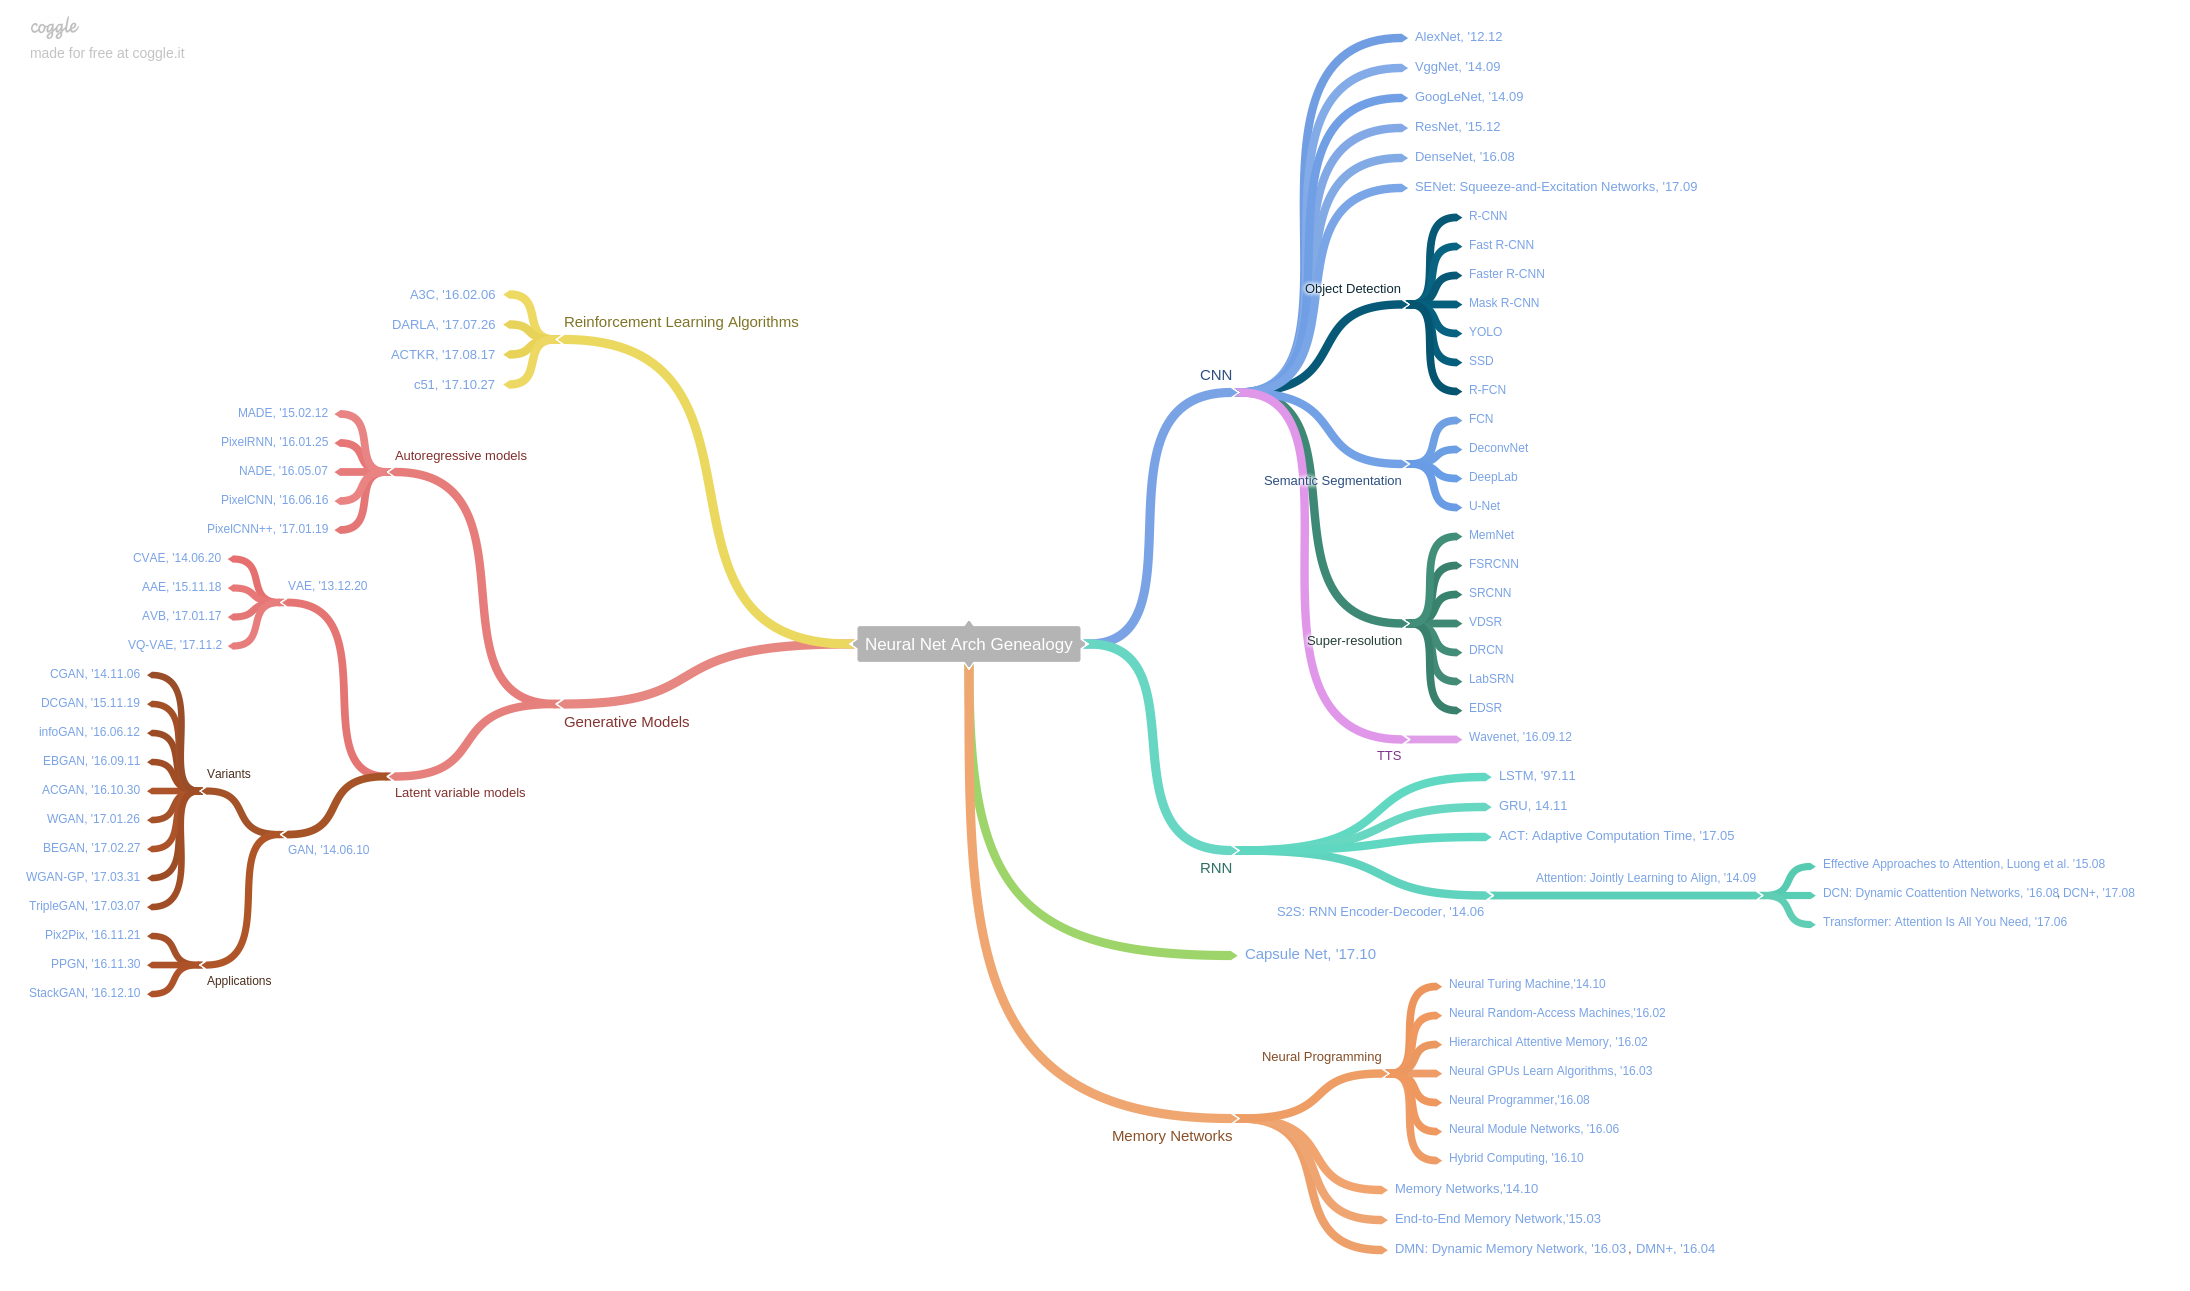 coggle
made for free at coggle.it
Neural Net Arch Genealogy
CNN
AlexNet, '12.12
VggNet, '14.09
GoogLeNet, '14.09
ResNet, '15.12
DenseNet, '16.08
SENet: Squeeze-and-Excitation Networks, '17.09
Object Detection
R-CNN
Fast R-CNN
Faster R-CNN
Mask R-CNN
YOLO
SSD
R-FCN
Semantic Segmentation
FCN
DeconvNet
DeepLab
U-Net
Super-resolution
MemNet
FSRCNN
SRCNN
VDSR
DRCN
LabSRN
EDSR
TTS
Wavenet, '16.09.12
RNN
LSTM, '97.11
GRU, 14.11
ACT: Adaptive Computation Time, '17.05
S2S: RNN Encoder-Decoder, '14.06
Attention: Jointly Learning to Align, '14.09
Effective Approaches to Attention, Luong et al. '15.08
DCN: Dynamic Coattention Networks, '16.08, DCN+, '17.08
Transformer: Attention Is All You Need, '17.06
Capsule Net, '17.10
Memory Networks
Neural Programming
Neural Turing Machine,'14.10
Neural Random-Access Machines,'16.02
Hierarchical Attentive Memory, '16.02
Neural GPUs Learn Algorithms, '16.03
Neural Programmer,'16.08
Neural Module Networks, '16.06
Hybrid Computing, '16.10
Memory Networks,'14.10
End-to-End Memory Network,'15.03
DMN: Dynamic Memory Network, '16.03 , DMN+, '16.04
Reinforcement Learning Algorithms
A3C, '16.02.06
DARLA, '17.07.26
ACTKR, '17.08.17
c51, '17.10.27
Generative Models
Autoregressive models
MADE, '15.02.12
PixelRNN, '16.01.25
NADE, '16.05.07
PixelCNN, '16.06.16
PixelCNN++, '17.01.19
Latent variable models
VAE, '13.12.20
CVAE, '14.06.20
AAE, '15.11.18
AVB, '17.01.17
VQ-VAE, '17.11.2
GAN, '14.06.10
Variants
CGAN, '14.11.06
DCGAN, '15.11.19
infoGAN, '16.06.12
EBGAN, '16.09.11
ACGAN, '16.10.30
WGAN, '17.01.26
BEGAN, '17.02.27
WGAN-GP, '17.03.31
TripleGAN, '17.03.07
Applications
Pix2Pix, '16.11.21
PPGN, '16.11.30
StackGAN, '16.12.10